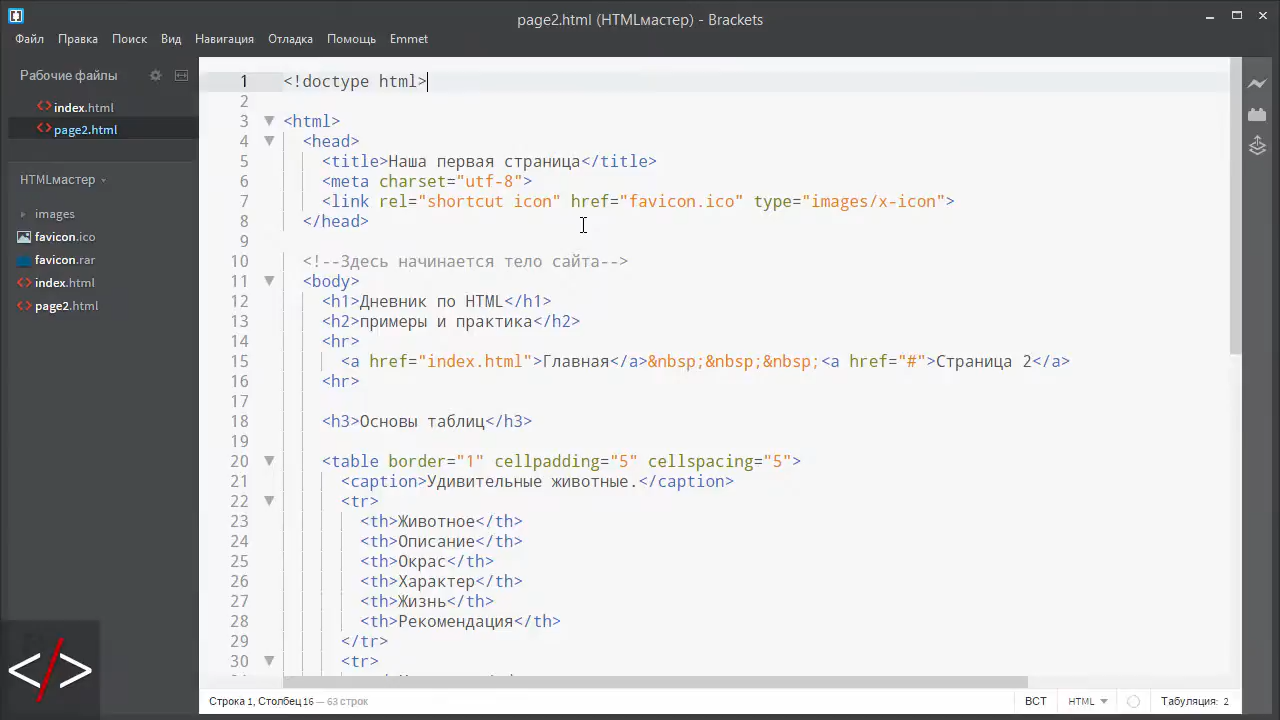 page2.html (HTMLмастер) - Brackets
Файл Правка Поиск Вид Навигация Отладка Помощь Emmet
Рабочие файлы
index.html
page2.html
HTMLмастер
images
favicon.ico
favicon.rar
index.html
page2.html
1 <!doctype html>
2
3 <html>
4 <head>
5 <title>Наша первая страница</title>
6 <meta charset="utf-8">
7 <link rel="shortcut icon" href="favicon.ico" type="images/x-icon">
8 </head>
9
10 <!--Здесь начинается тело сайта-->
11 <body>
12 <h1>Дневник по HTML</h1>
13 <h2>примеры и практика</h2>
14 <hr>
15 <a href="index.html">Главная</a>&nbsp;&nbsp;&nbsp;<a href="#">Страница 2</a>
16 <hr>
17
18 <h3>Основы таблиц</h3>
19
20 <table border="1" cellpadding="5" cellspacing="5">
21 <caption>Удивительные животные.</caption>
22 <tr>
23 <th>Животное</th>
24 <th>Описание</th>
25 <th>Окрас</th>
26 <th>Характер</th>
27 <th>Жизнь</th>
28 <th>Рекомендация</th>
29 </tr>
30 <tr>
</>
Строка 1, Столбец 16 — 63 строк
ВСТ HTML Табуляция: 2